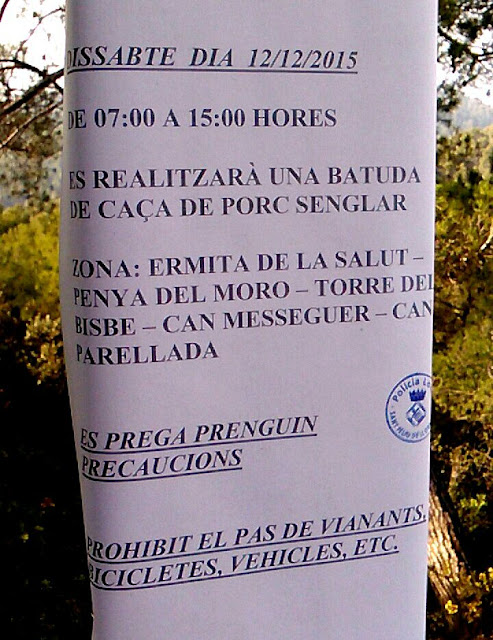 DISSABTE DIA 12/12/2015
DE 07:00 A 15:00 HORES
ES REALITZARÀ UNA BATUDA
DE CAÇA DE PORC SENGLAR
ZONA: ERMITA DE LA SALUT –
PENYA DEL MORO – TORRE DEL
BISBE – CAN MESSEGUER – CAN
PARELLADA
Policia
ES PREGA PRENGUIN
PRECAUCIONS
PROHIBIT EL PAS DE VIANANTS,
BICICLETES, VEHICLES, ETC.